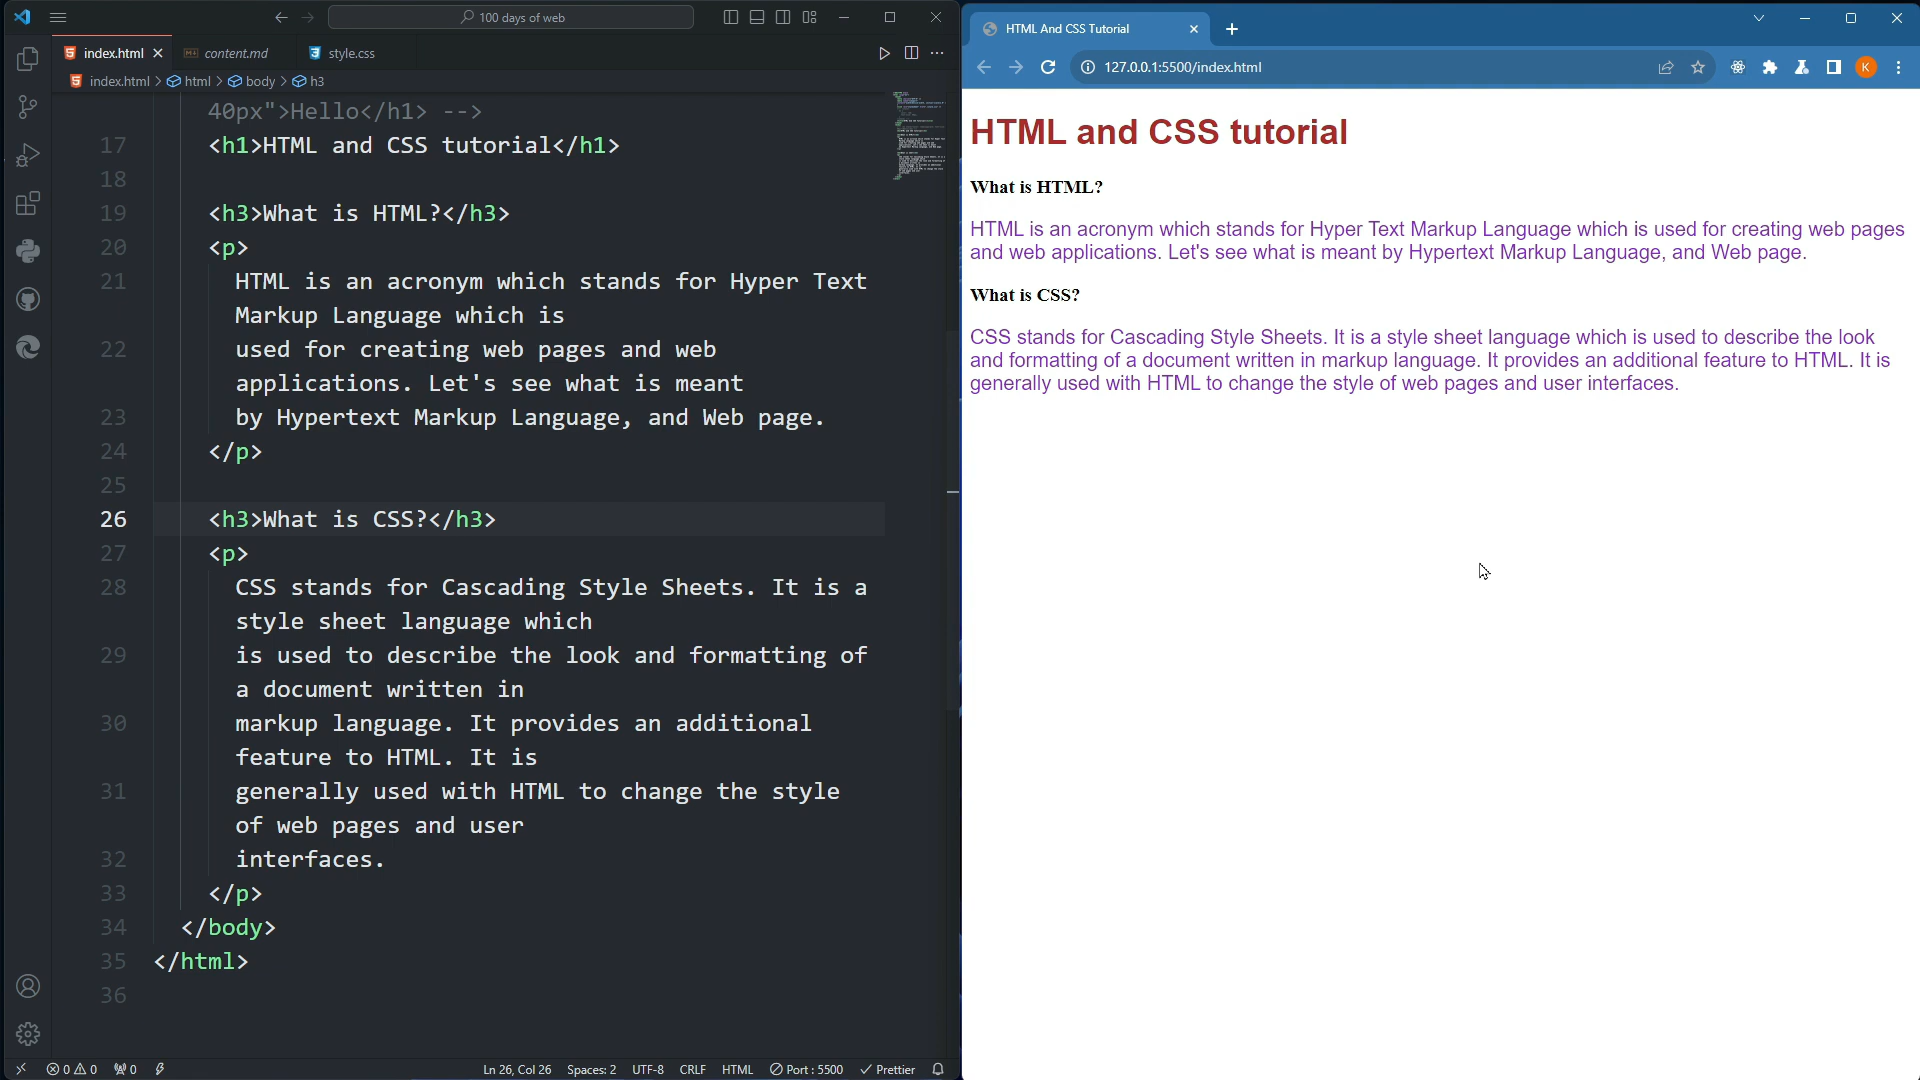 100 days of web
index.html
content.md
style.css
index.html > html > body > h3
40px">Hello</h1> -->
17 <h1>HTML and CSS tutorial</h1>
18
19 <h3>What is HTML?</h3>
20 <p>
21 HTML is an acronym which stands for Hyper Text
Markup Language which is
22 used for creating web pages and web
applications. Let's see what is meant
23 by Hypertext Markup Language, and Web page.
24 </p>
25
26 <h3>What is CSS?</h3>
27 <p>
28 CSS stands for Cascading Style Sheets. It is a
style sheet language which
29 is used to describe the look and formatting of
a document written in
30 markup language. It provides an additional
feature to HTML. It is
31 generally used with HTML to change the style
of web pages and user
32 interfaces.
33 </p>
34 </body>
35 </html>
36
0 0 0 Ln 26, Col 26 Spaces: 2 UTF-8 CRLF HTML Port : 5500 Prettier
HTML And CSS Tutorial
127.0.0.1:5500/index.html
K
HTML and CSS tutorial
What is HTML?
HTML is an acronym which stands for Hyper Text Markup Language which is used for creating web pages
and web applications. Let's see what is meant by Hypertext Markup Language, and Web page.
What is CSS?
CSS stands for Cascading Style Sheets. It is a style sheet language which is used to describe the look
and formatting of a document written in markup language. It provides an additional feature to HTML. It is
generally used with HTML to change the style of web pages and user interfaces.